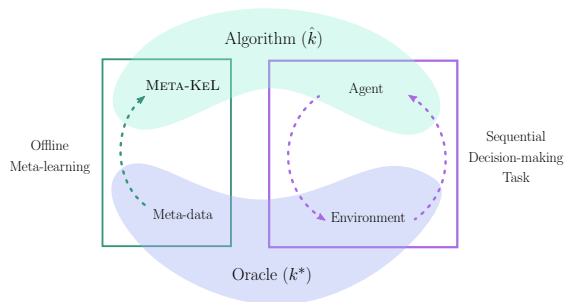 Algorithm (k̂)
META-KEL
Agent
Offline
Meta-learning
Sequential
Decision-making
Task
Meta-data
Environment
Oracle (k*)